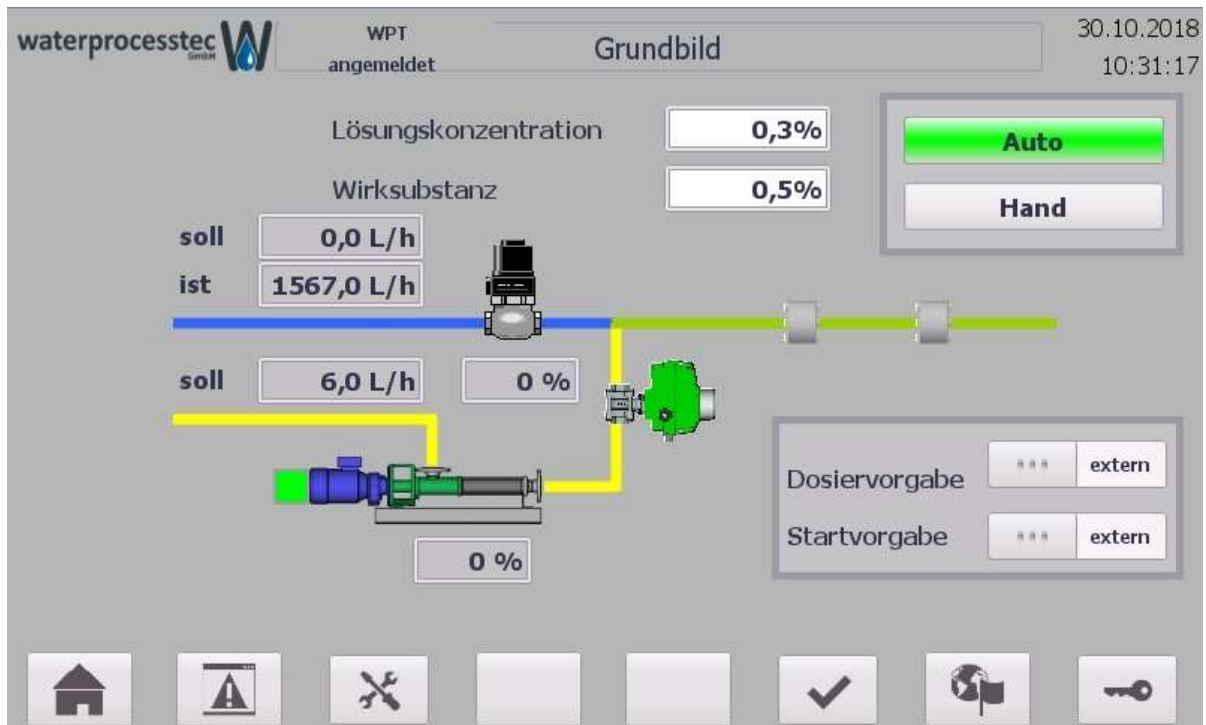 waterprocesstec
GmbH
WPT
angemeldet
Grundbild
30.10.2018
10:31:17
Lösungskonzentration 0,3%
Wirksubstanz 0,5%
Auto
Hand
soll 0,0 L/h
ist 1567,0 L/h
soll 6,0 L/h 0 %
0 %
Dosiervorgabe extern
Startvorgabe extern